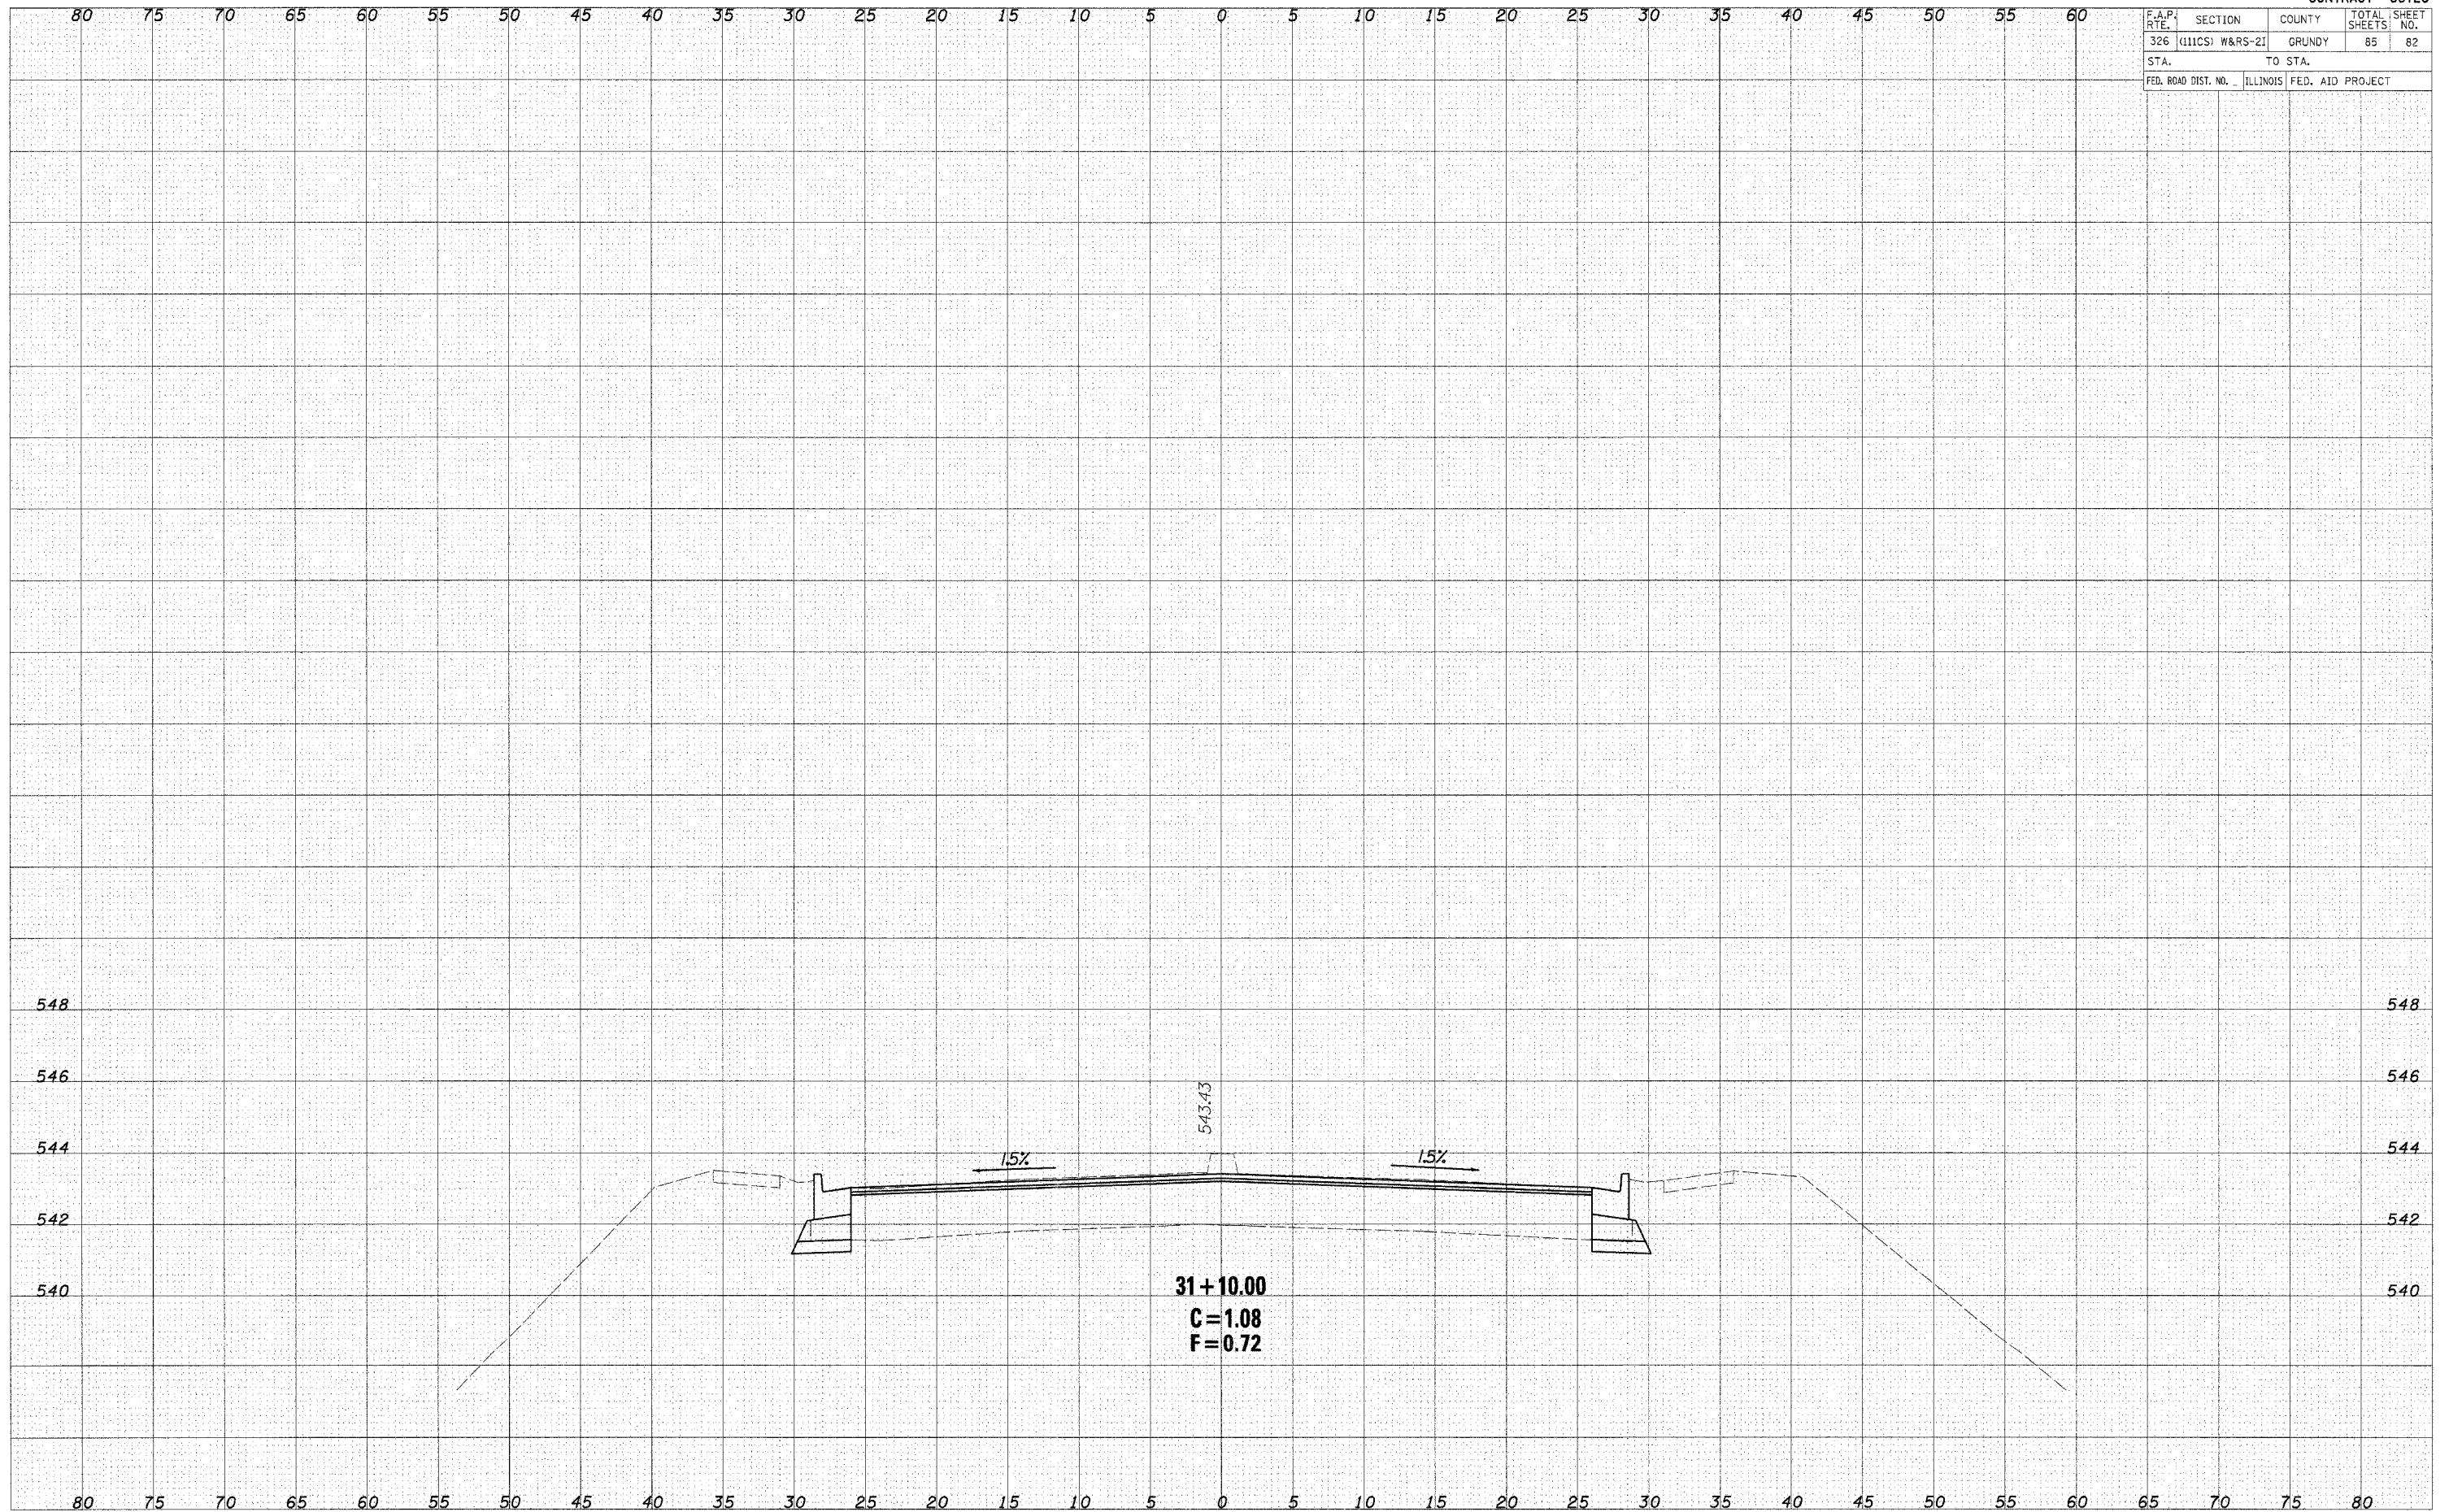 80 75 70 65 60 55 50 45 40 35 30 25 20 15 10 5 0 5 10 15 20 25 30 35 40 45 50 55 60
F.A.P. RTE. SECTION COUNTY TOTAL SHEETS SHEET NO.
326 (111CS) W&RS-2I GRUNDY 85 82
STA. TO STA.
FED. ROAD DIST. NO. _ ILLINOIS FED. AID PROJECT
548 548
546 546
543.43
544 544
1.5% 1.5%
542 542
540 540
31+10.00
C=1.08
F=0.72
80 75 70 65 60 55 50 45 40 35 30 25 20 15 10 5 0 5 10 15 20 25 30 35 40 45 50 55 60 65 70 75 80